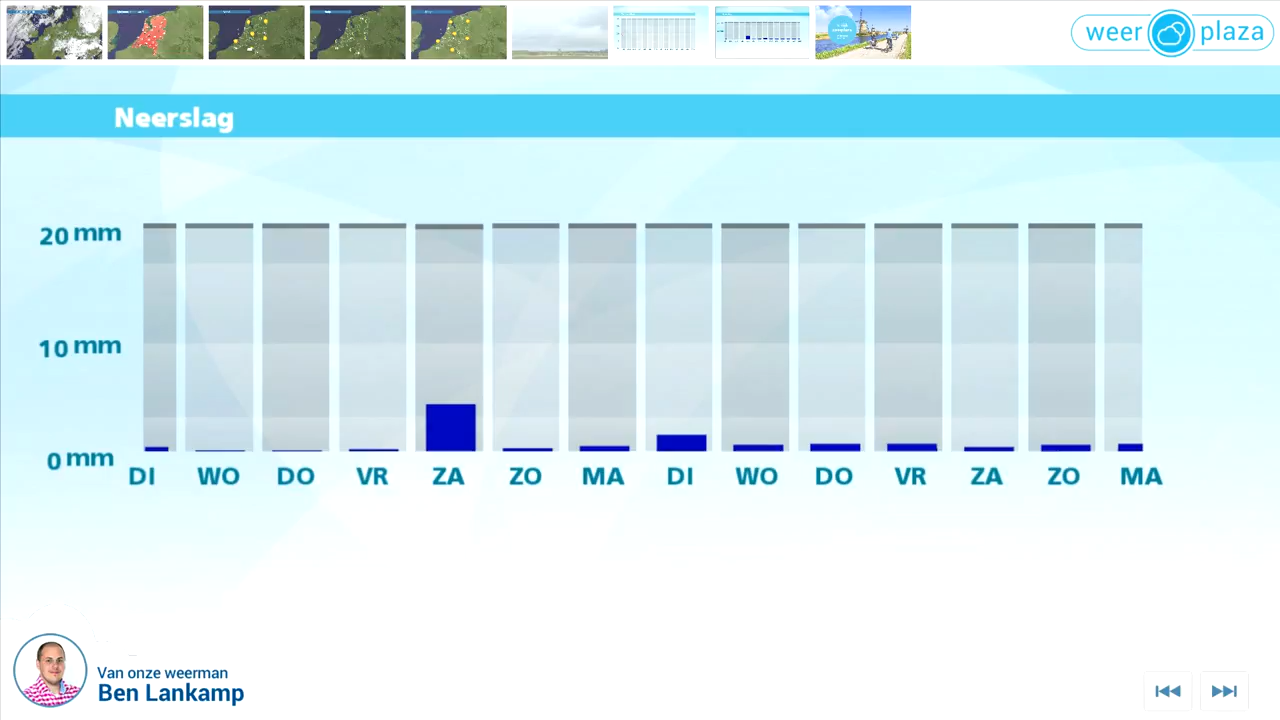 weer plaza
Neerslag
20 mm
10 mm
0 mm
DI WO DO VR ZA ZO MA DI WO DO VR ZA ZO MA
Van onze weerman
Ben Lankamp